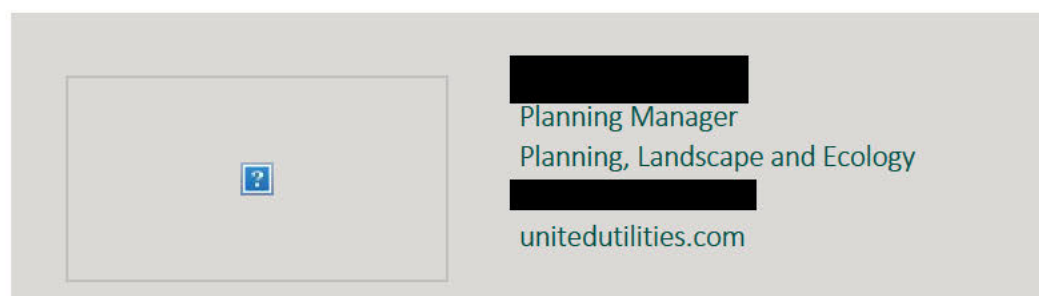 Planning Manager
Planning, Landscape and Ecology
unitedutilities.com